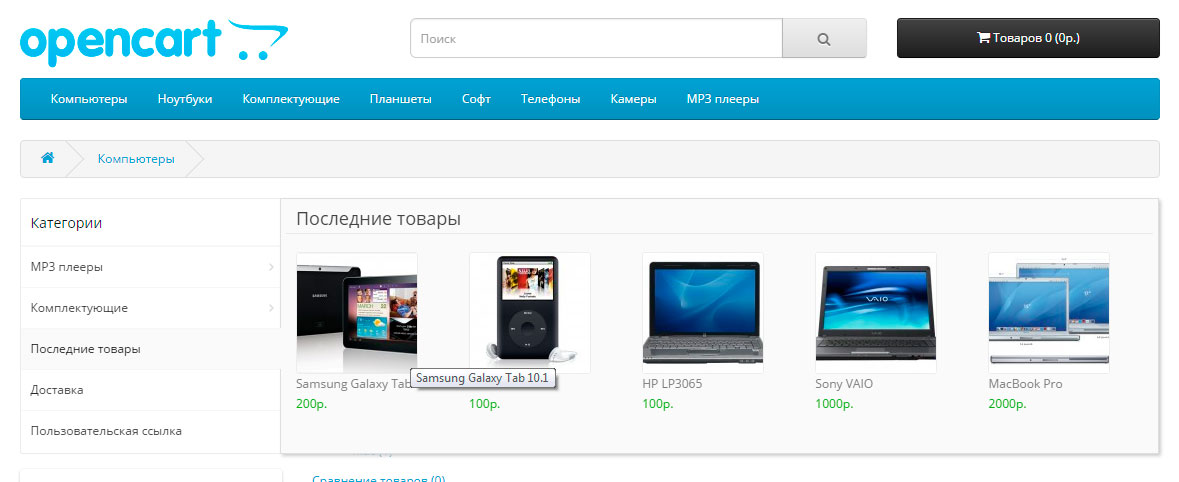 opencart
Поиск
Товаров 0 (0р.)
Компьютеры Ноутбуки Комплектующие Планшеты Софт Телефоны Камеры MP3 плееры
Компьютеры
Категории
MP3 плееры
Комплектующие
Последние товары
Доставка
Пользовательская ссылка
Последние товары
SAMSUNG
VAIO
Samsung Galaxy Tab
Samsung Galaxy Tab 10.1
HP LP3065
Sony VAIO
MacBook Pro
200р.
100р.
100р.
1000р.
2000р.
Сравнение товаров (0)